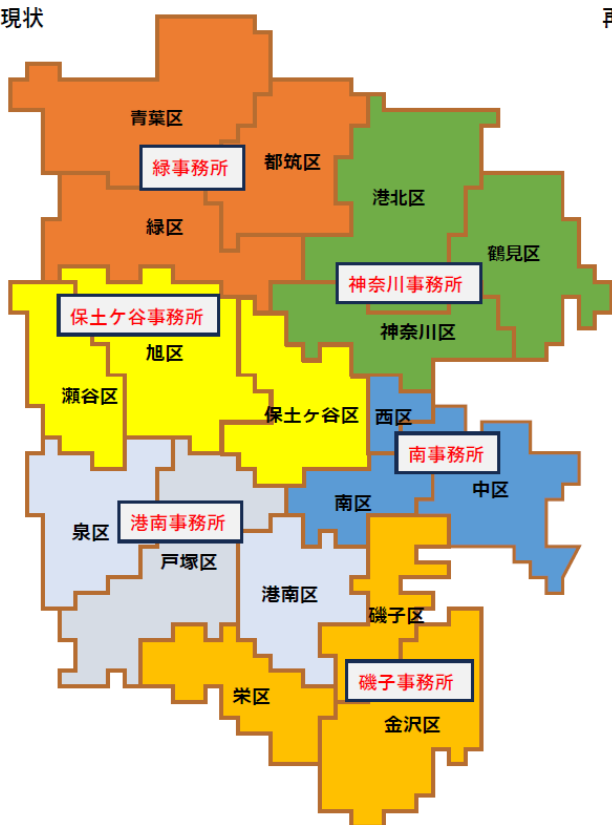 現状
青葉区
緑事務所
都筑区
港北区
緑区
鶴見区
神奈川事務所
保土ケ谷事務所
神奈川区
旭区
瀬谷区
保土ヶ谷区
西区
南事務所
中区
南区
港南事務所
泉区
戸塚区
港南区
磯子区
磯子事務所
栄区
金沢区